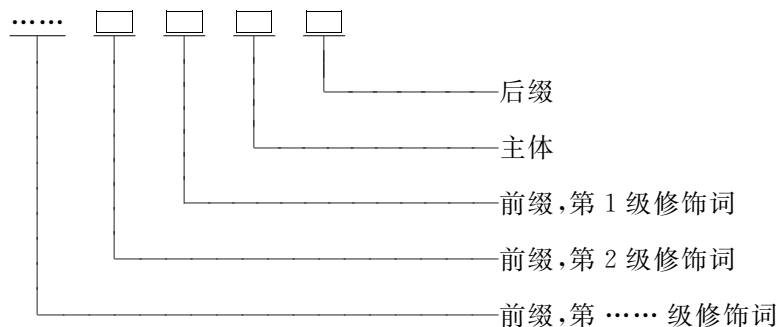 ……
后缀
主体
前缀,第 1 级修饰词
前缀,第 2 级修饰词
前缀,第 …… 级修饰词